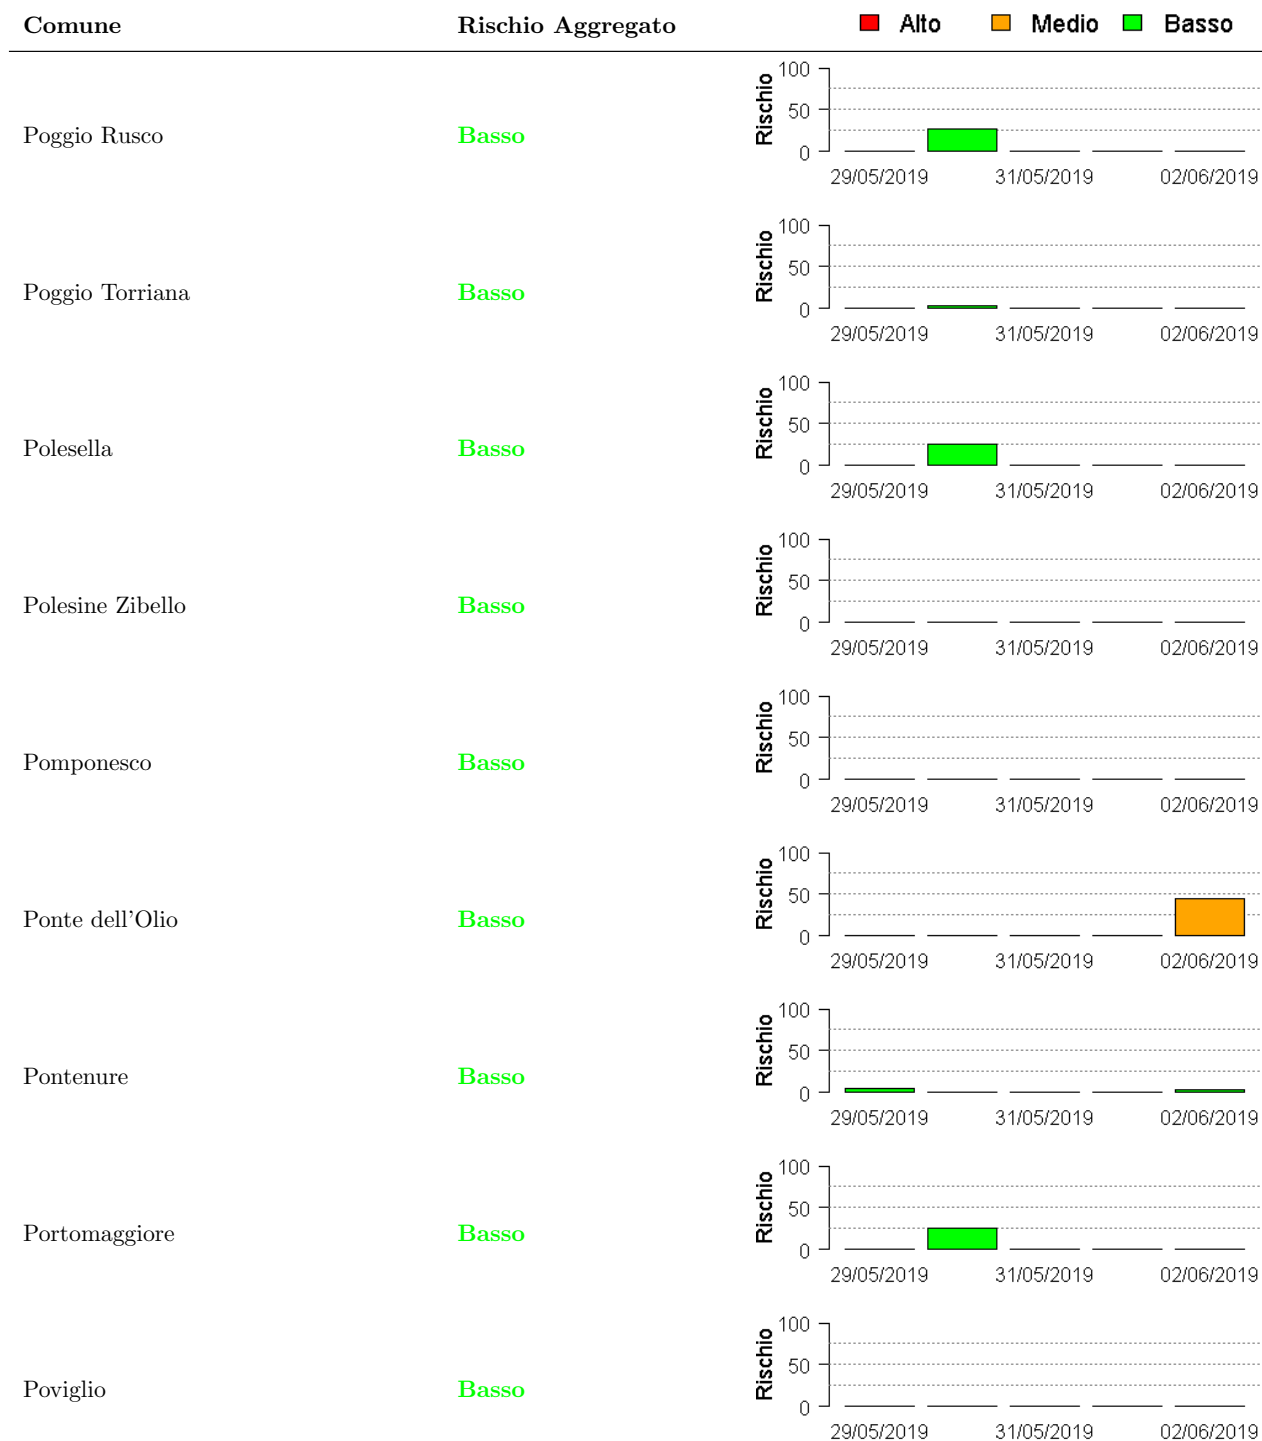 Comune Rischio Aggregato Alto Medio Basso
100
50
0
Rischio
Poggio Rusco Basso
29/05/2019 31/05/2019 02/06/2019
100
50
0
Rischio
Poggio Torriana Basso
29/05/2019 31/05/2019 02/06/2019
100
50
0
Rischio
Polesella Basso
29/05/2019 31/05/2019 02/06/2019
100
50
0
Rischio
Polesine Zibello Basso
29/05/2019 31/05/2019 02/06/2019
100
50
0
Rischio
Pomponesco Basso
29/05/2019 31/05/2019 02/06/2019
100
50
0
Rischio
Ponte dell'Olio Basso
29/05/2019 31/05/2019 02/06/2019
100
50
0
Rischio
Pontenure Basso
29/05/2019 31/05/2019 02/06/2019
100
50
0
Rischio
Portomaggiore Basso
29/05/2019 31/05/2019 02/06/2019
100
50
0
Rischio
Poviglio Basso
29/05/2019 31/05/2019 02/06/2019